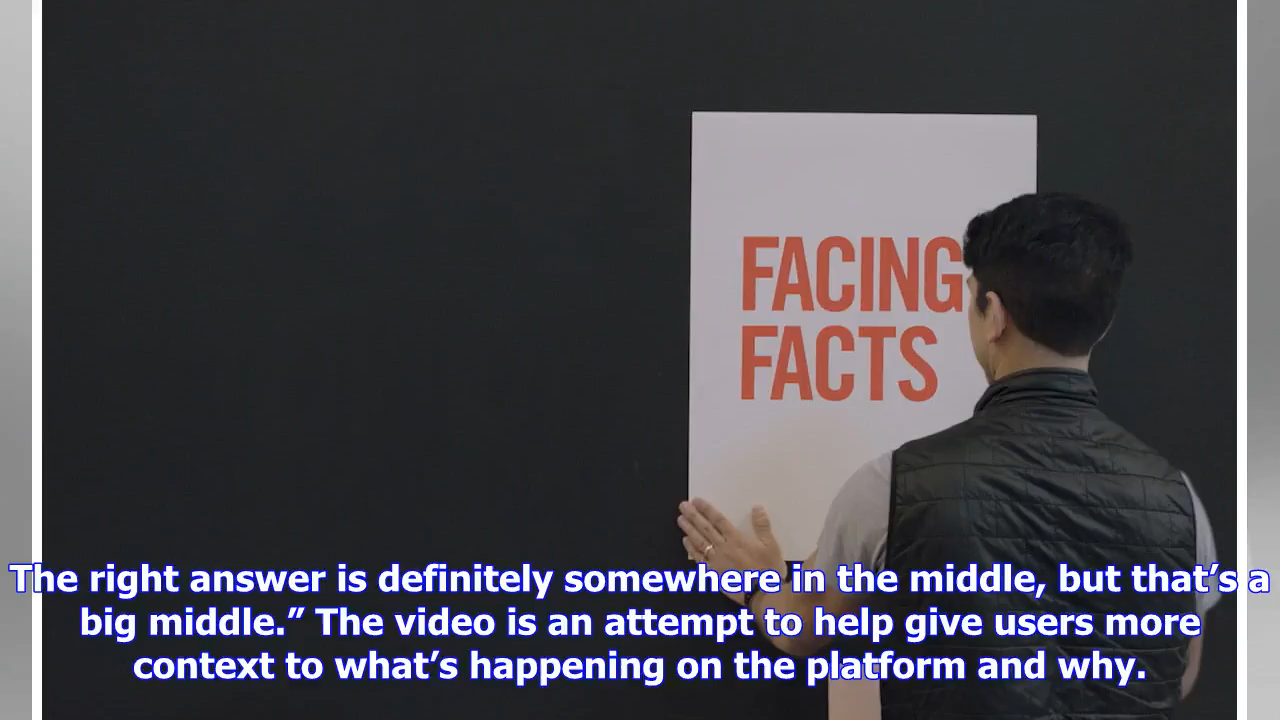 FACING
FACTS
The right answer is definitely somewhere in the middle, but that’s a
big middle.” The video is an attempt to help give users more
context to what’s happening on the platform and why.